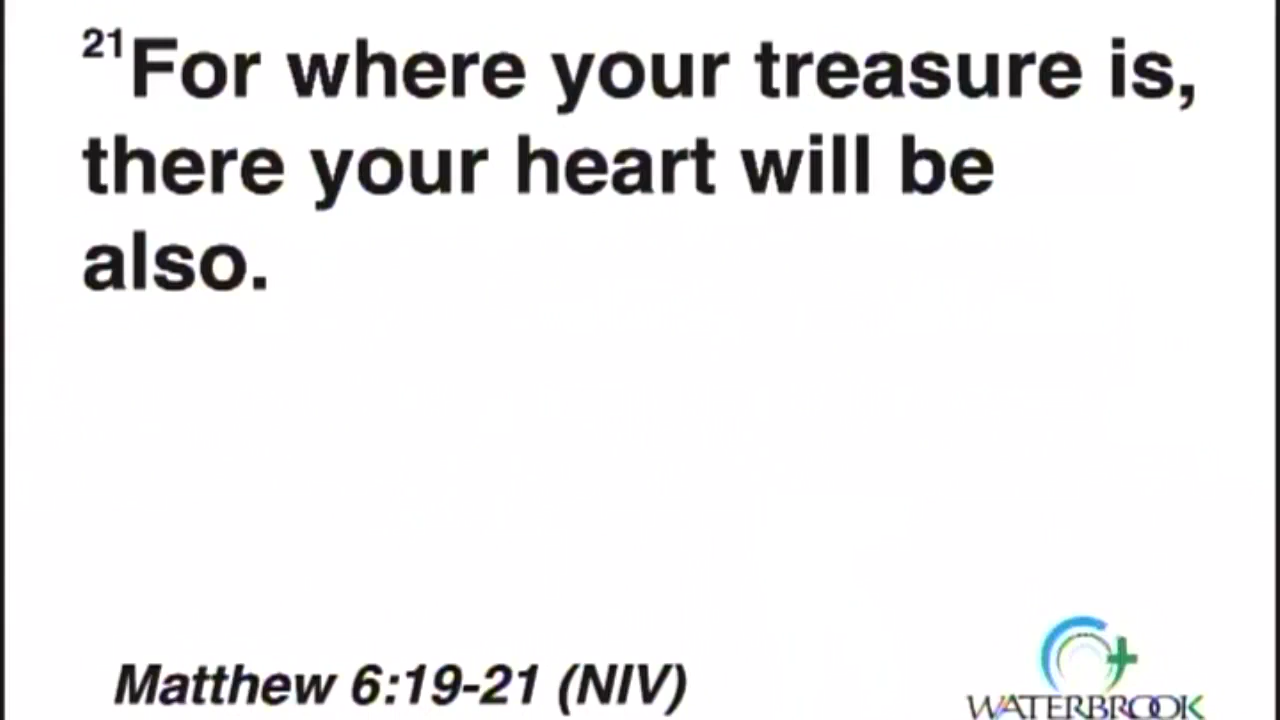 21For where your treasure is,
there your heart will be
also.
Matthew 6:19-21 (NIV)
WATERBROOK